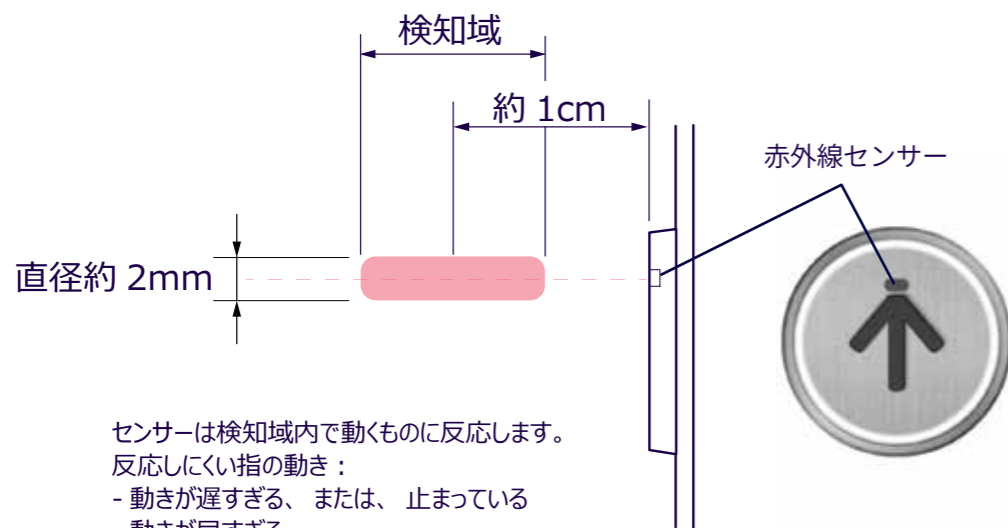 検知域
約 1cm
赤外線センサー
直径約 2mm
センサーは検知域内で動くものに反応します。
反応しにくい指の動き：
- 動きが遅すぎる、 または、 止まっている